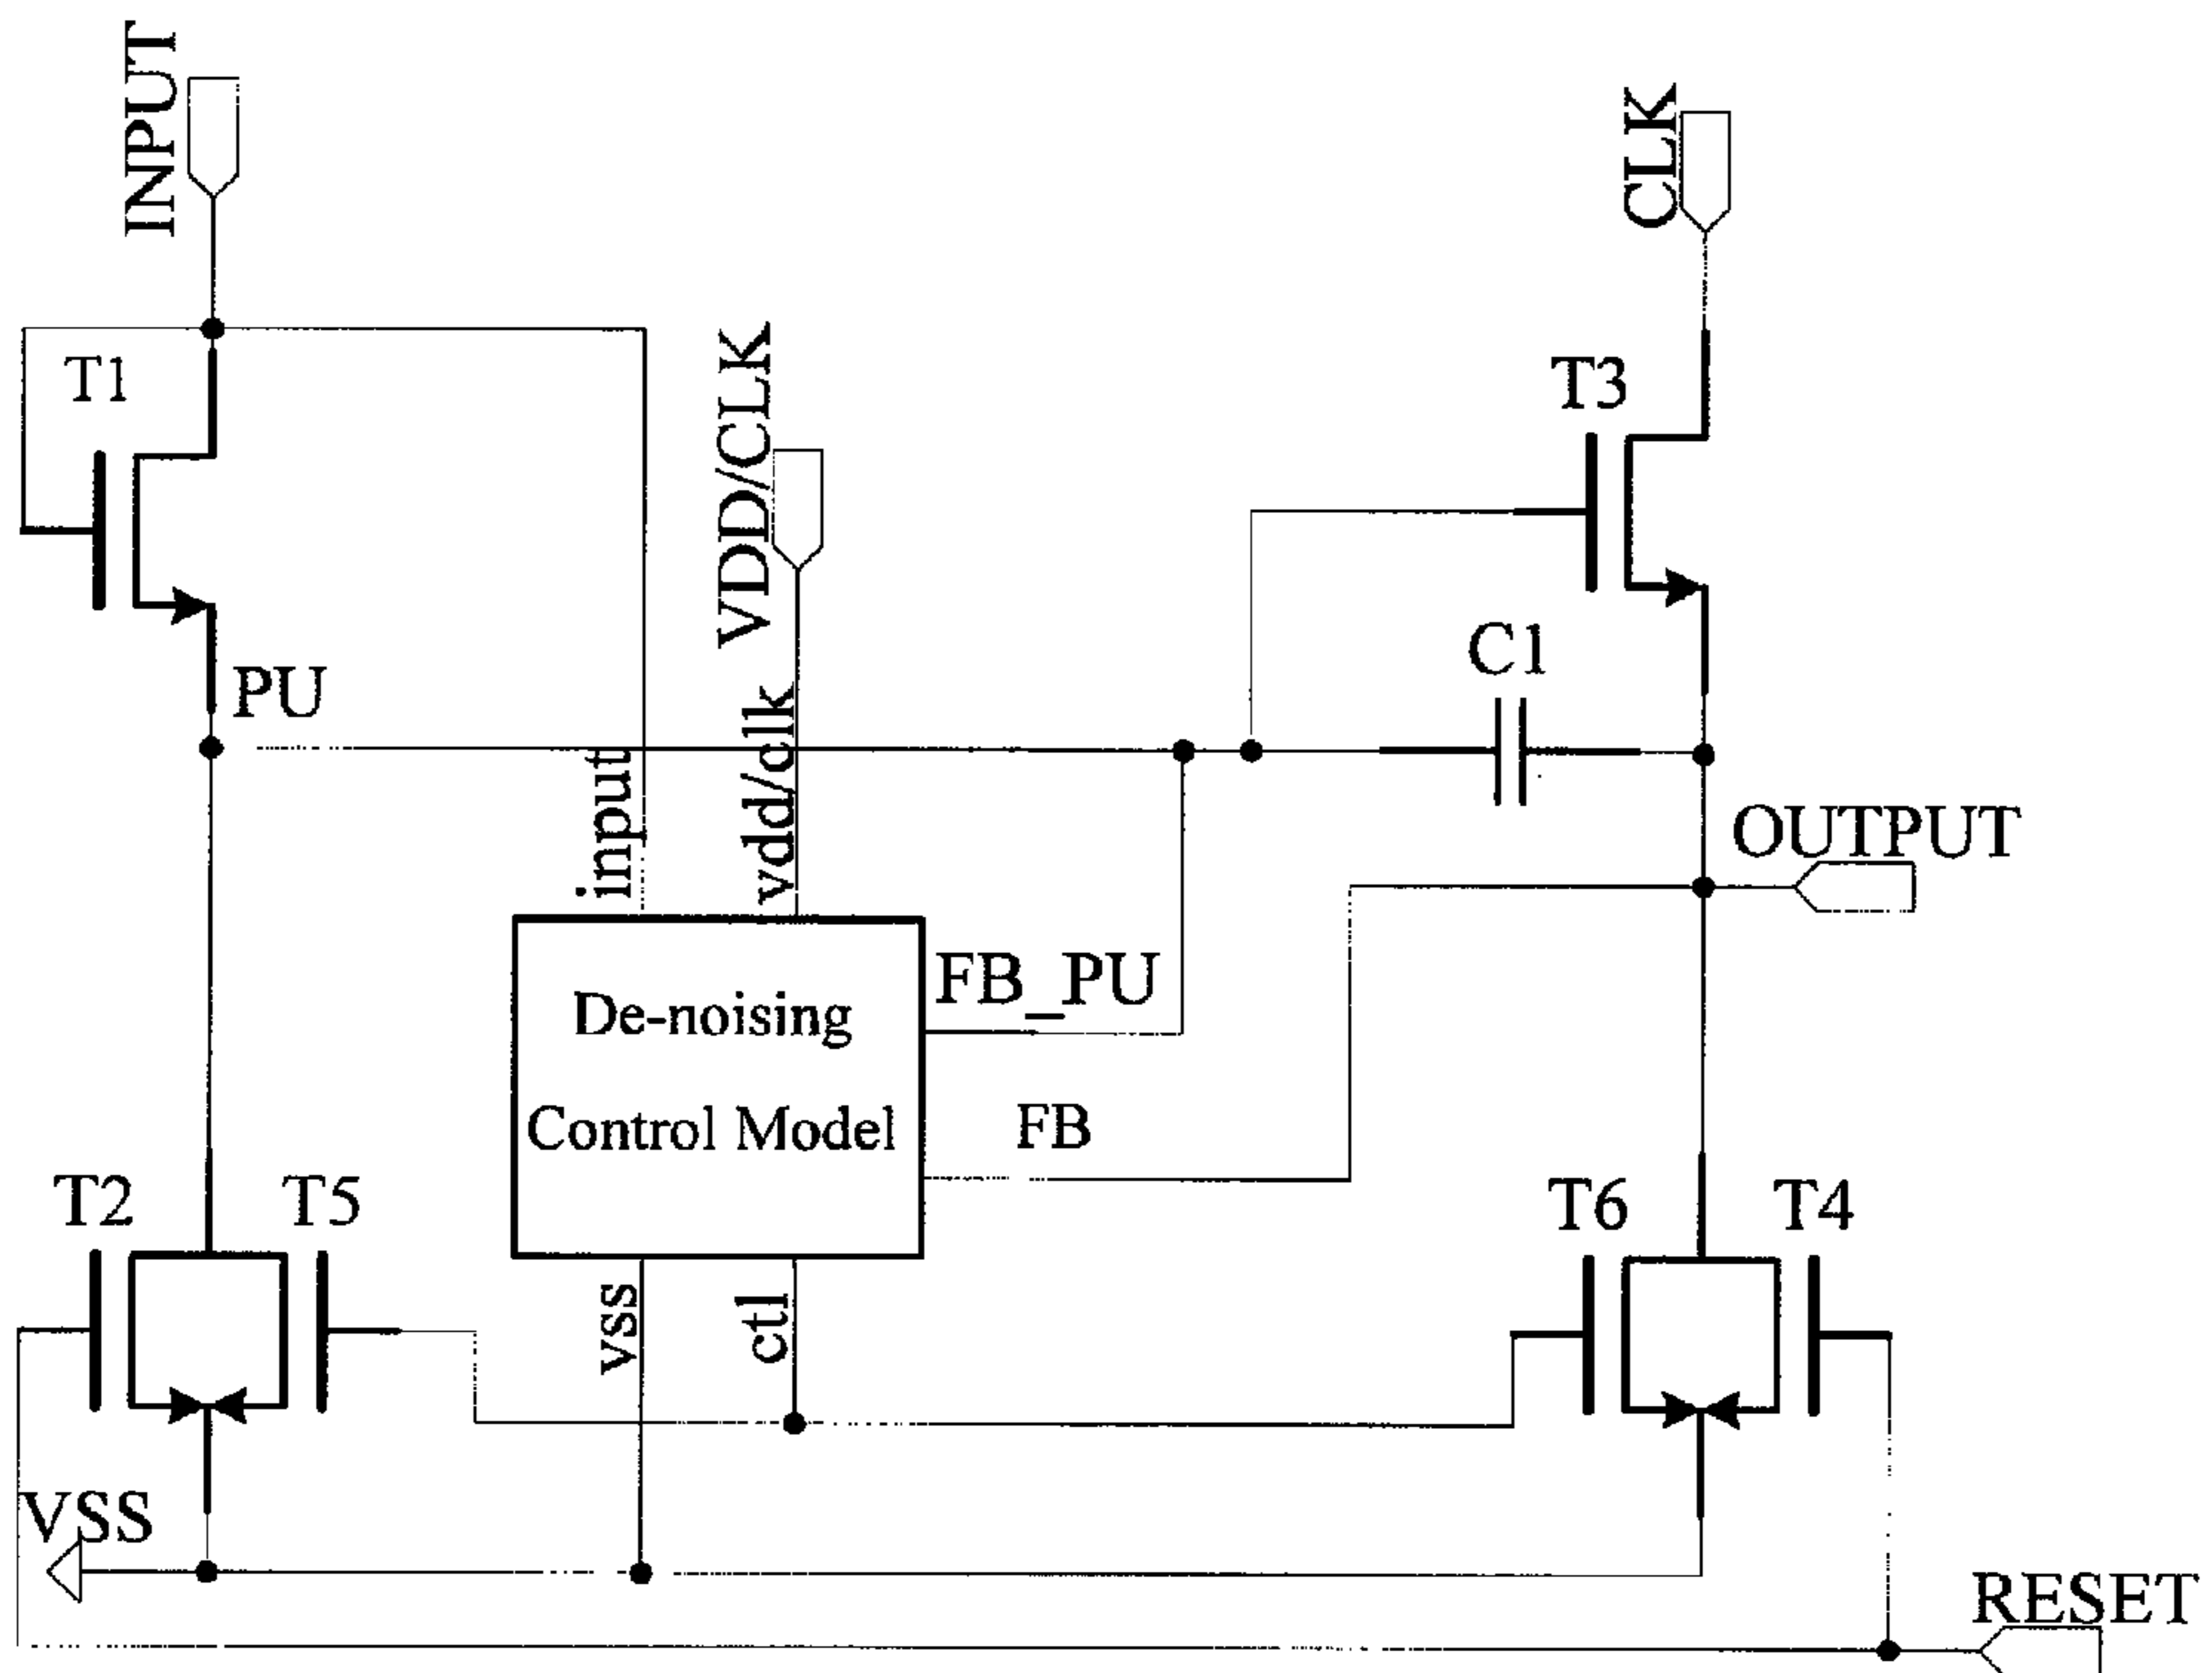 INPUT
CLK
T1
VDD/CLK
T3
C1
PU
input
vdd/clk
OUTPUT
FB_PU
De-noising
Control Model
FB
T2
T5
T6
T4
vss
ctl
VSS
RESET